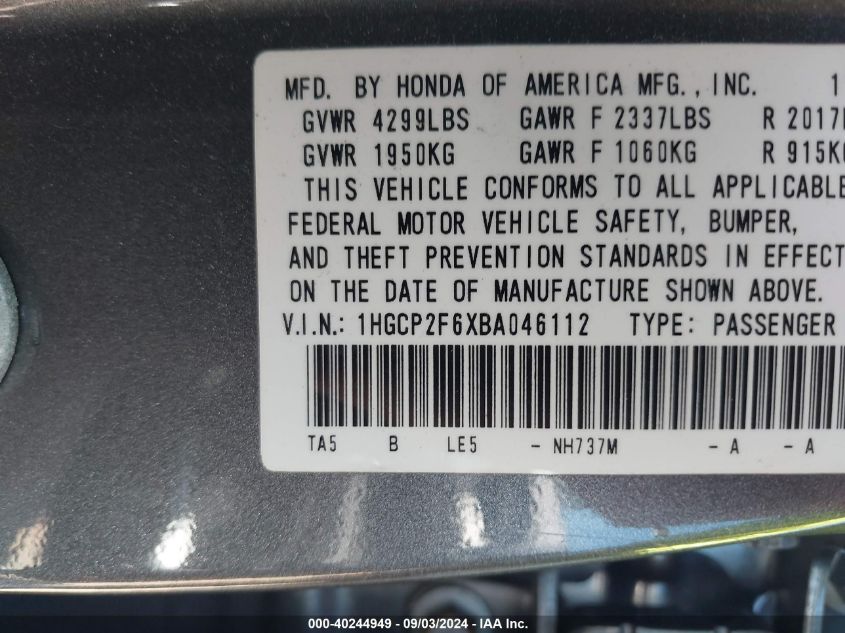 MFD. BY HONDA OF AMERICA MFG., INC. 1
GVWR 4299LBS GAWR F 2337LBS R 2017
GVWR 1950KG GAWR F 1060KG R 915K
THIS VEHICLE CONFORMS TO ALL APPLICABLE
FEDERAL MOTOR VEHICLE SAFETY, BUMPER,
AND THEFT PREVENTION STANDARDS IN EFFECT
ON THE DATE OF MANUFACTURE SHOWN ABOVE.
V.I.N.: 1HGCP2F6XBA046112 TYPE: PASSENGER
TA5 B LE5 - NH737M - A - A
000-40244949 - 09/03/2024 - IAA Inc.